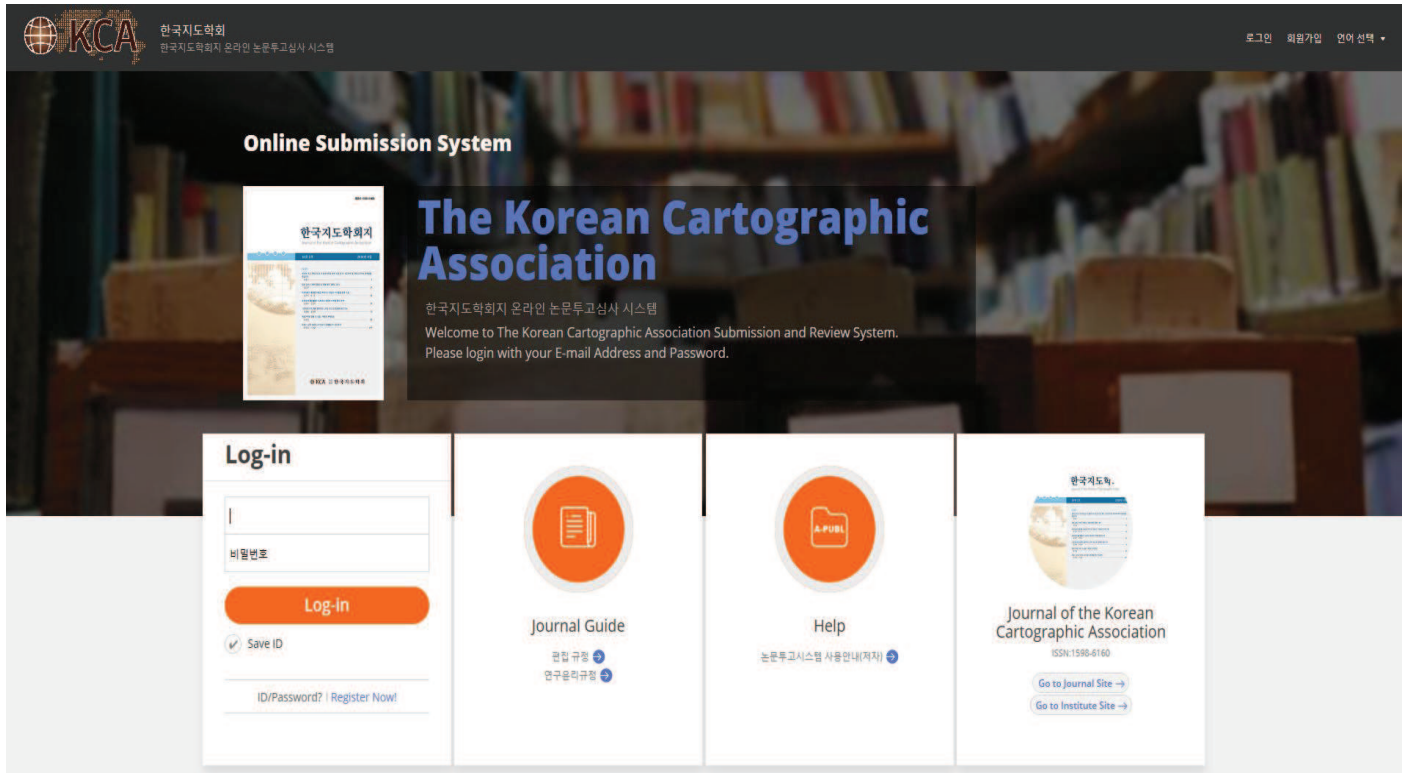 KCA
한국지도학회
한국지도학회지 온라인 논문투고심사 시스템
로그인 회원가입 언어 선택
Online Submission System
한국지도학회지
The Korean Cartographic
Association
한국지도학회지 온라인 논문투고심사 시스템
Welcome to The Korean Cartographic Association Submission and Review System.
Please login with your E-mail Address and Password.
KCA
Log-in
비밀번호
Log-in
Save ID
ID/Password? | Register Now!
Journal Guide
편집 규정
연구윤리규정
A-PUBL
Help
논문투고시스템 사용안내(저자)
한국지도학.
Journal of the Korean
Cartographic Association
ISSN:1598-6160
Go to Journal Site →
Go to Institute Site →